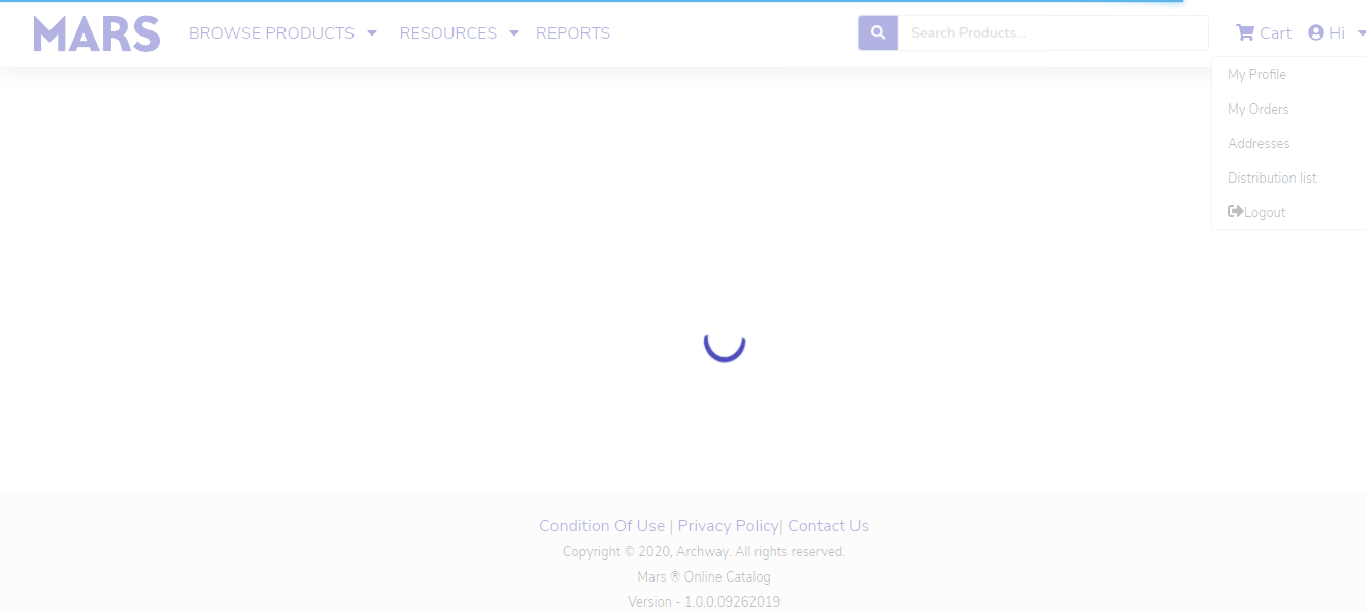 MARS BROWSE PRODUCTS RESOURCES REPORTS Search Products... Cart Hi
My Profile
My Orders
Addresses
Distribution list
Logout
Condition Of Use | Privacy Policy| Contact Us
Copyright © 2020, Archway. All rights reserved.
Mars ® Online Catalog
Version - 1.0.0.09262019